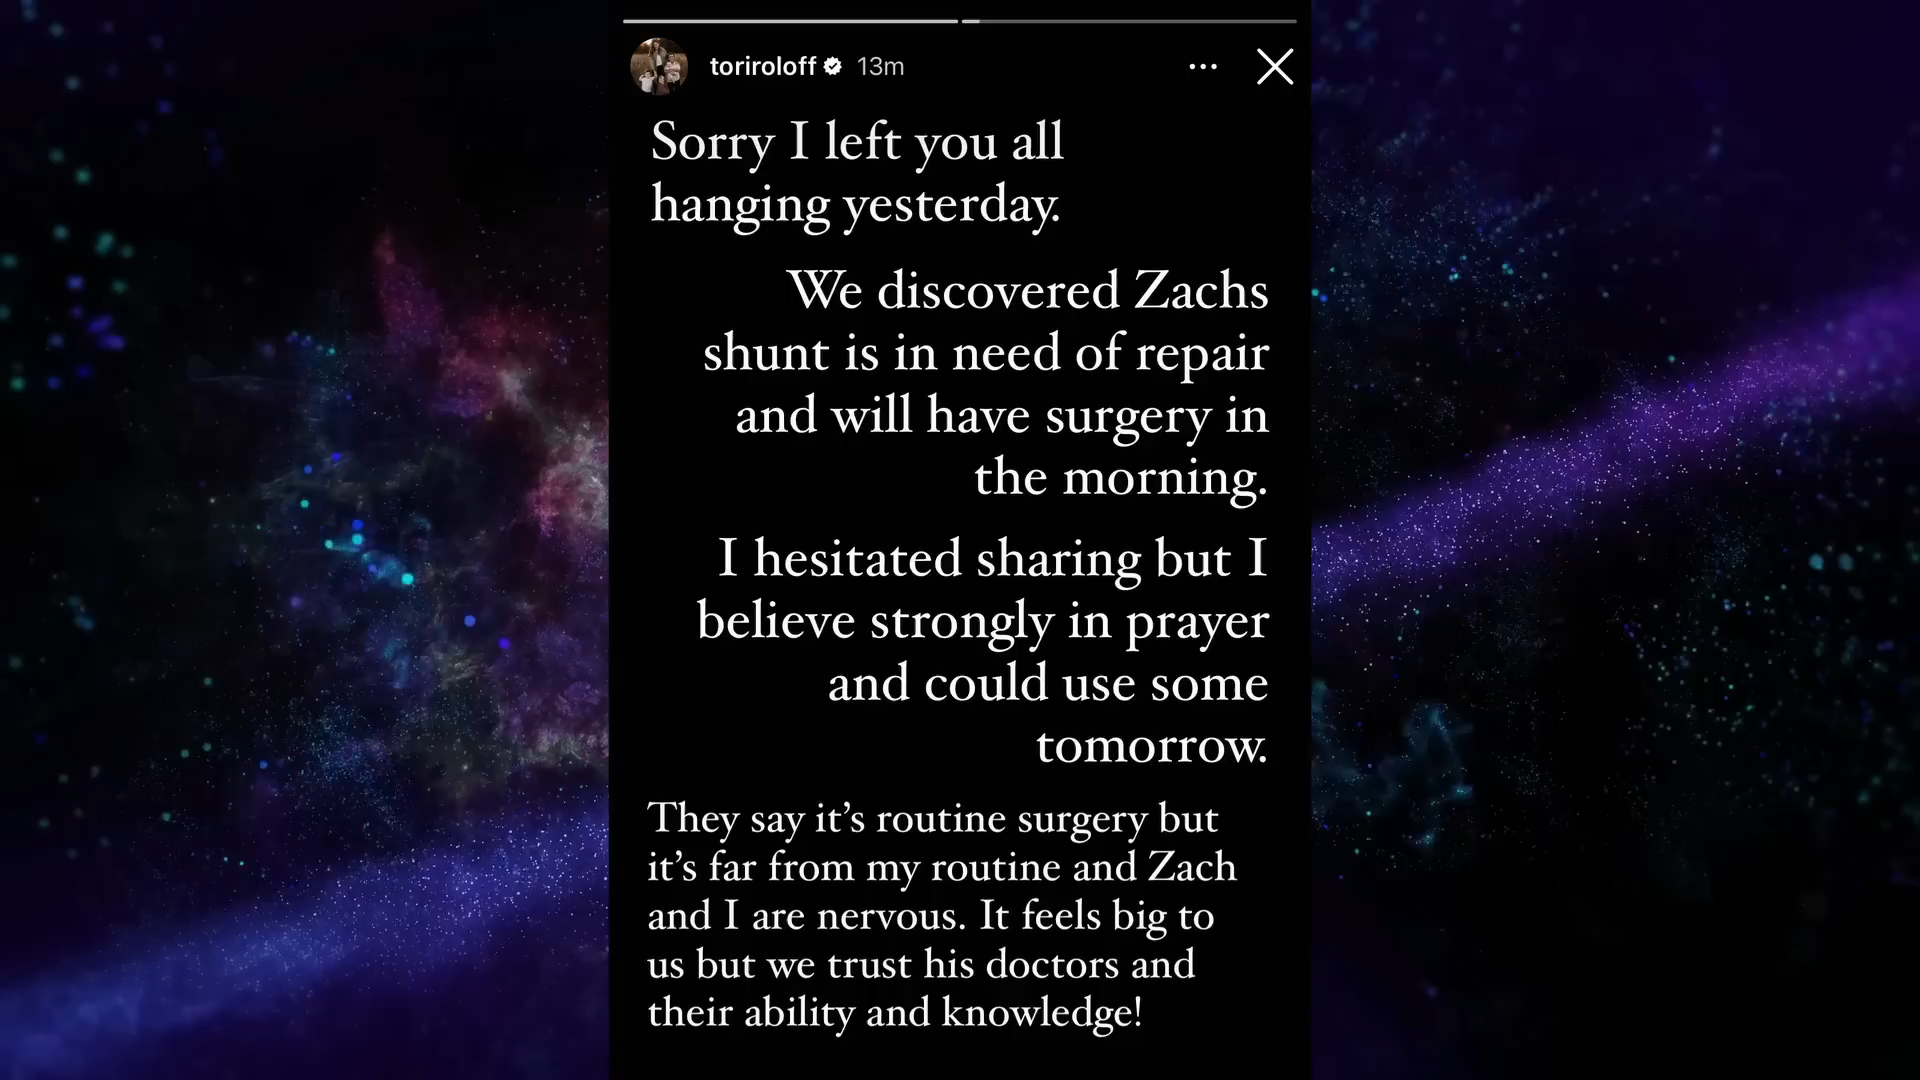 toriroloff 13m
Sorry I left you all
hanging yesterday.
We discovered Zachs
shunt is in need of repair
and will have surgery in
the morning.
I hesitated sharing but I
believe strongly in prayer
and could use some
tomorrow.
They say it’s routine surgery but
it’s far from my routine and Zach
and I are nervous. It feels big to
us but we trust his doctors and
their ability and knowledge!